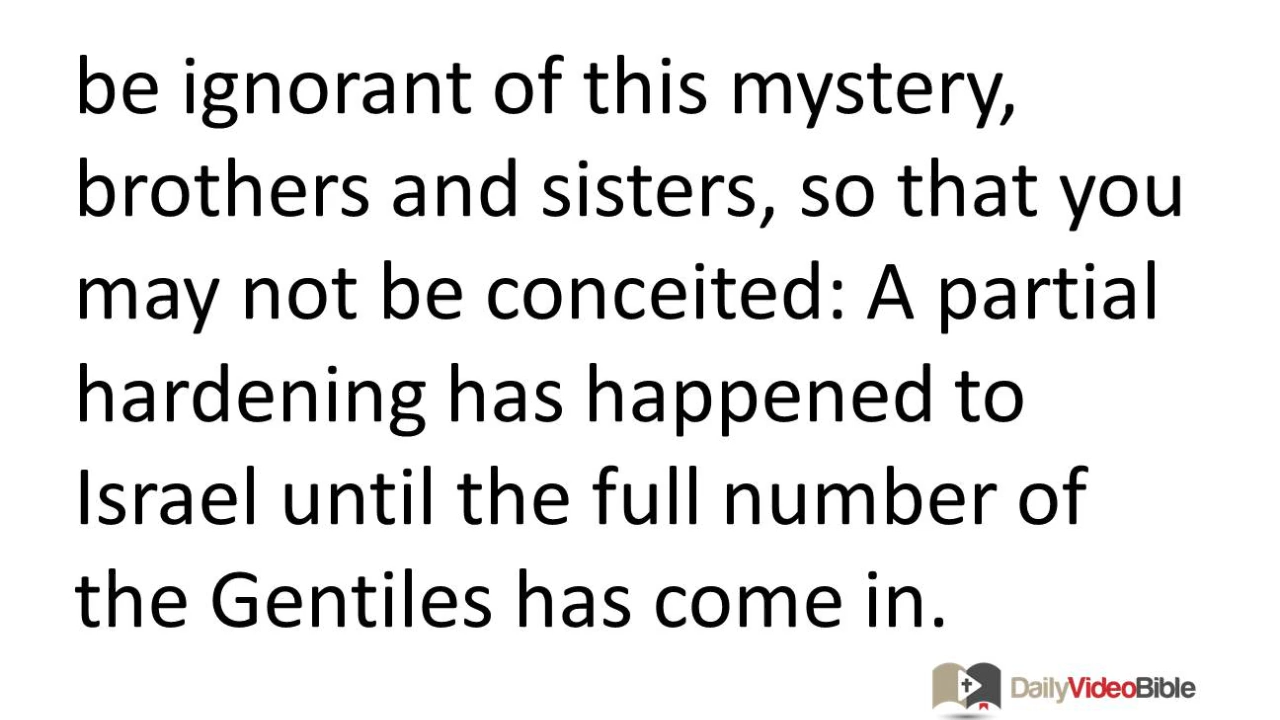 be ignorant of this mystery,
brothers and sisters, so that you
may not be conceited: A partial
hardening has happened to
Israel until the full number of
the Gentiles has come in.
DailyVideoBible